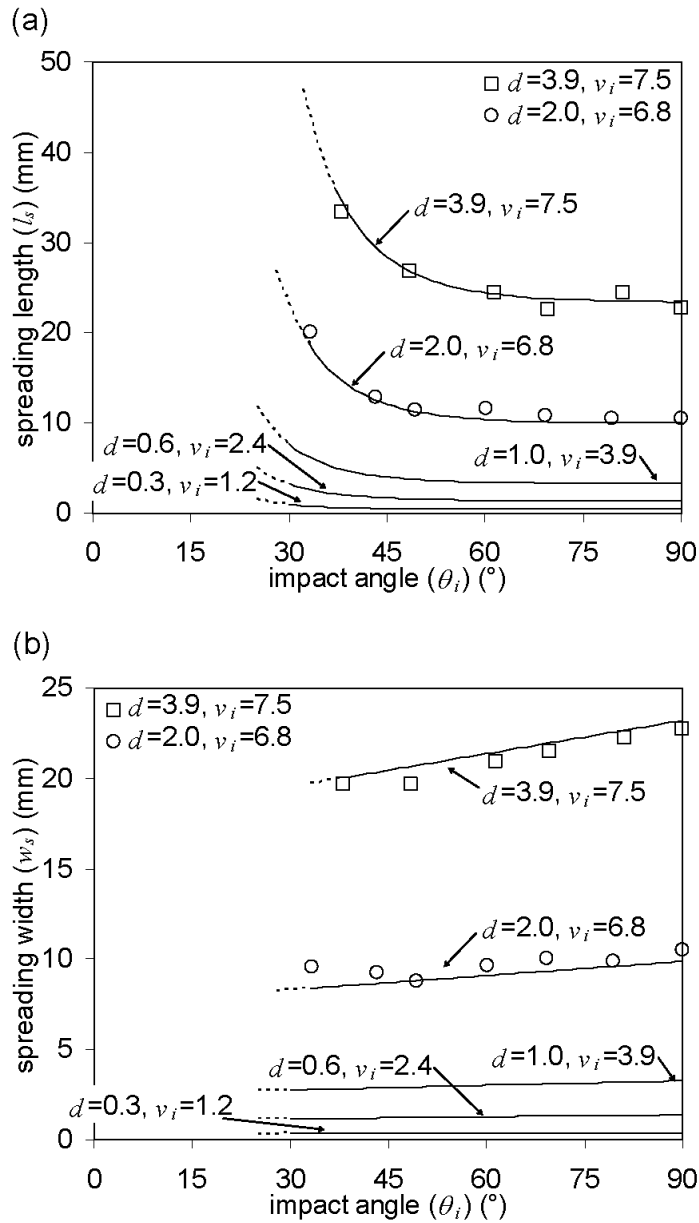 (a)
50
40
30
20
10
0
spreading length (lₛ) (mm)
d=3.9, vᵢ=7.5
d=2.0, vᵢ=6.8
d=3.9, vᵢ=7.5
d=2.0, vᵢ=6.8
d=0.6, vᵢ=2.4
d=1.0, vᵢ=3.9
d=0.3, vᵢ=1.2
0 15 30 45 60 75 90
impact angle (θᵢ) (°)
(b)
25
20
15
10
5
0
spreading width (wₛ) (mm)
d=3.9, vᵢ=7.5
d=2.0, vᵢ=6.8
d=3.9, vᵢ=7.5
d=2.0, vᵢ=6.8
d=1.0, vᵢ=3.9
d=0.6, vᵢ=2.4
d=0.3, vᵢ=1.2
0 15 30 45 60 75 90
impact angle (θᵢ) (°)